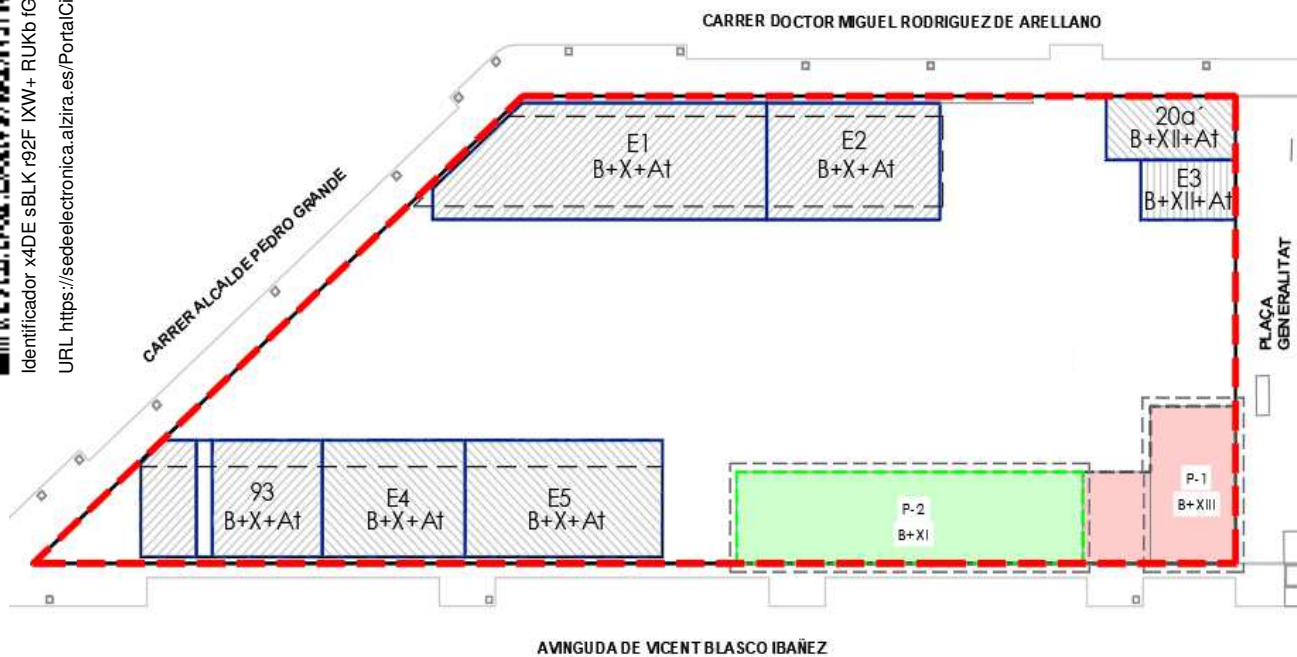 Identificador x4DE sBLK r92F IXW+ RUKb
URL https://sedeelectronica.alzira.es/PortalCi
CARRER DOCTOR MIGUEL RODRIGUEZ DE ARELLANO
CARRER ALCALDE PEDRO GRANDE
E1
B+X+At
E2
B+X+At
20a´
B+XII+At
E3
B+XII+At
PLAÇA
GENERALITAT
93
B+X+At
E4
B+X+At
E5
B+X+At
P-2
B+XI
P-1
B+XIII
AVINGUDA DE VICENT BLASCO IBAÑEZ